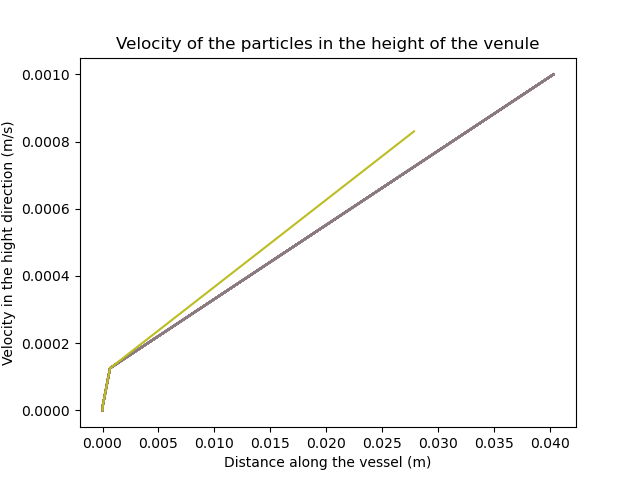 Velocity of the particles in the height of the venule
Velocity in the hight direction (m/s)
0.0010
0.0008
0.0006
0.0004
0.0002
0.0000
0.000 0.005 0.010 0.015 0.020 0.025 0.030 0.035 0.040
Distance along the vessel (m)